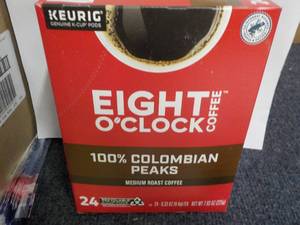 KEURIG
GENUINE K-CUP PODS
EIGHT
O'CLOCK
COFFEE
100% COLOMBIAN
PEAKS
MEDIUM ROAST COFFEE
24